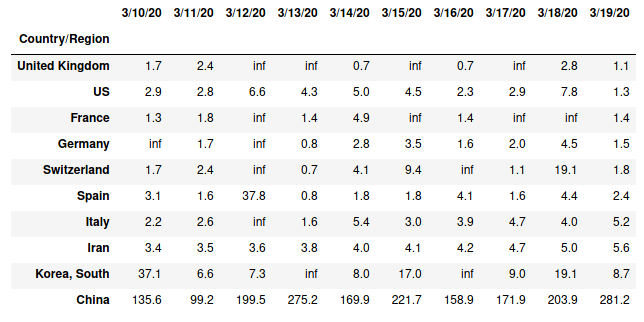 3/10/20 3/11/20 3/12/20 3/13/20 3/14/20 3/15/20 3/16/20 3/17/20 3/18/20 3/19/20
Country/Region
United Kingdom 1.7 2.4 inf inf 0.7 inf 0.7 inf 2.8 1.1
US 2.9 2.8 6.6 4.3 5.0 4.5 2.3 2.9 7.8 1.3
France 1.3 1.8 inf 1.4 4.9 inf 1.4 inf inf 1.4
Germany inf 1.7 inf 0.8 2.8 3.5 1.6 2.0 4.5 1.5
Switzerland 1.7 2.4 inf 0.7 4.1 9.4 inf 1.1 19.1 1.8
Spain 3.1 1.6 37.8 0.8 1.8 1.8 4.1 1.6 4.4 2.4
Italy 2.2 2.6 inf 1.6 5.4 3.0 3.9 4.7 4.0 5.2
Iran 3.4 3.5 3.6 3.8 4.0 4.1 4.2 4.7 5.0 5.6
Korea, South 37.1 6.6 7.3 inf 8.0 17.0 inf 9.0 19.1 8.7
China 135.6 99.2 199.5 275.2 169.9 221.7 158.9 171.9 203.9 281.2